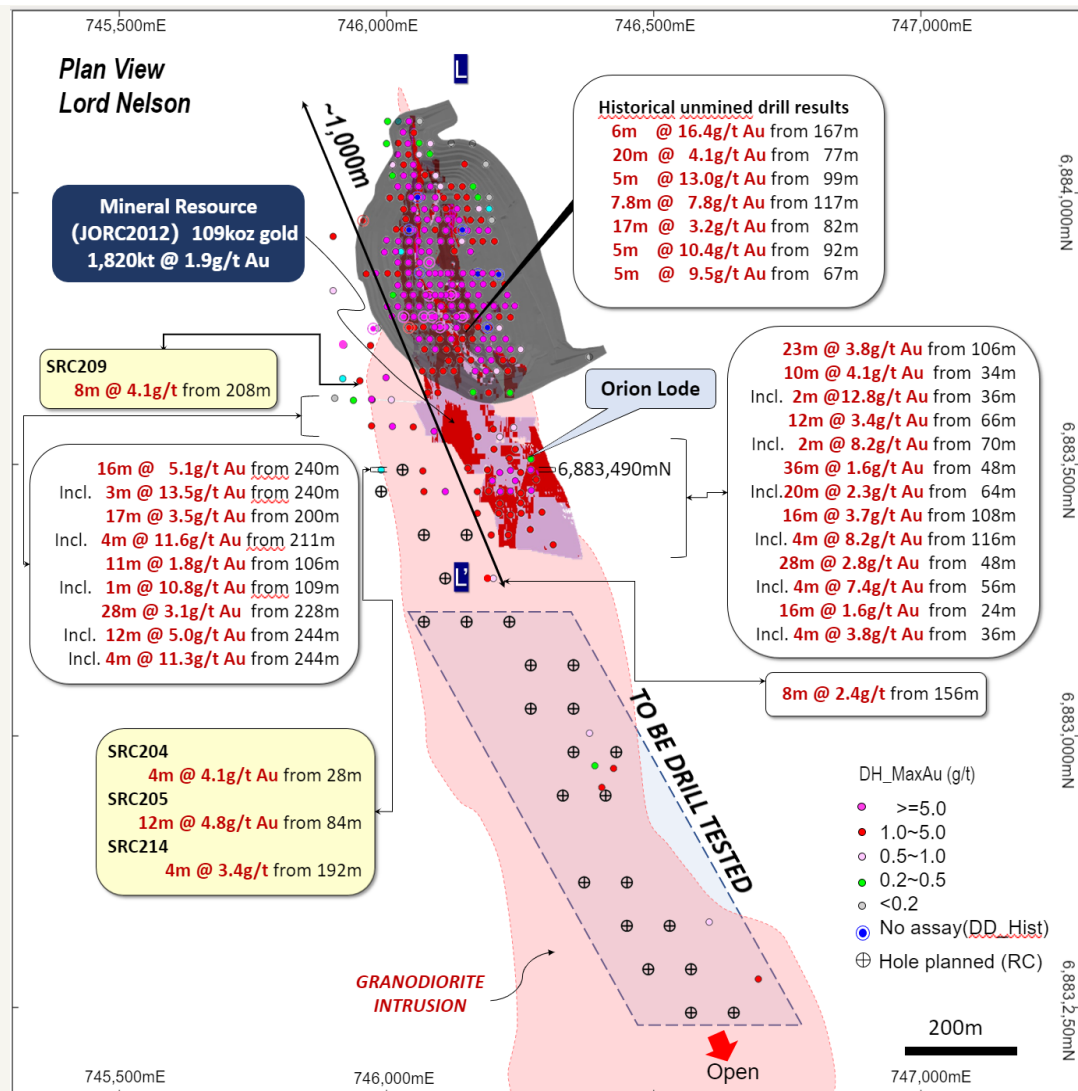 745,500mE 746,000mE 746,500mE 747,000mE
Plan View
Lord Nelson
L
~1,000m
Historical unmined drill results
6m @ 16.4g/t Au from 167m
20m @ 4.1g/t Au from 77m
5m @ 13.0g/t Au from 99m
7.8m @ 7.8g/t Au from 117m
17m @ 3.2g/t Au from 82m
5m @ 10.4g/t Au from 92m
5m @ 9.5g/t Au from 67m
6,884,000mN
Mineral Resource
(JORC2012) 109koz gold
1,820kt @ 1.9g/t Au
SRC209
8m @ 4.1g/t from 208m
Orion Lode
6,883,490mN
6,883,500mN
23m @ 3.8g/t Au from 106m
10m @ 4.1g/t Au from 34m
Incl. 2m @12.8g/t Au from 36m
12m @ 3.4g/t Au from 66m
Incl. 2m @ 8.2g/t Au from 70m
36m @ 1.6g/t Au from 48m
Incl.20m @ 2.3g/t Au from 64m
16m @ 3.7g/t Au from 108m
Incl. 4m @ 8.2g/t Au from 116m
28m @ 2.8g/t Au from 48m
Incl. 4m @ 7.4g/t Au from 56m
16m @ 1.6g/t Au from 24m
Incl. 4m @ 3.8g/t Au from 36m
16m @ 5.1g/t Au from 240m
Incl. 3m @ 13.5g/t Au from 240m
17m @ 3.5g/t Au from 200m
Incl. 4m @ 11.6g/t Au from 211m
11m @ 1.8g/t Au from 106m
Incl. 1m @ 10.8g/t Au from 109m
28m @ 3.1g/t Au from 228m
Incl. 12m @ 5.0g/t Au from 244m
Incl. 4m @ 11.3g/t Au from 244m
L'
8m @ 2.4g/t from 156m
6,883,000mN
TO BE DRILL TESTED
SRC204
4m @ 4.1g/t Au from 28m
SRC205
12m @ 4.8g/t Au from 84m
SRC214
4m @ 3.4g/t from 192m
DH_MaxAu (g/t)
>=5.0
1.0~5.0
0.5~1.0
0.2~0.5
<0.2
No assay(DD_Hist)
Hole planned (RC)
GRANODIORITE
INTRUSION
6,883,2,50mN
200m
Open
745,500mE 746,000mE 747,000mE